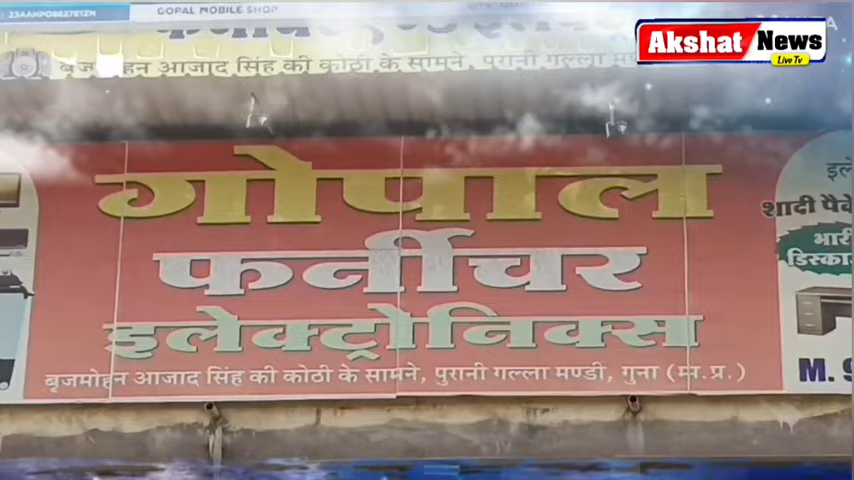 GOPAL MOBILE SHOP
बृजमोहन आजाद सिंह की कोठी के सामने, पुरानी गल्ला
Akshat News
Live Tv
गोपाल
फर्नीचर
इलेक्ट्रोनिक्स
बृजमोहन आजाद सिंह की कोठी के सामने, पुरानी गल्ला मण्डी, गुना (म.प्र.)
शादी
भारी
M.